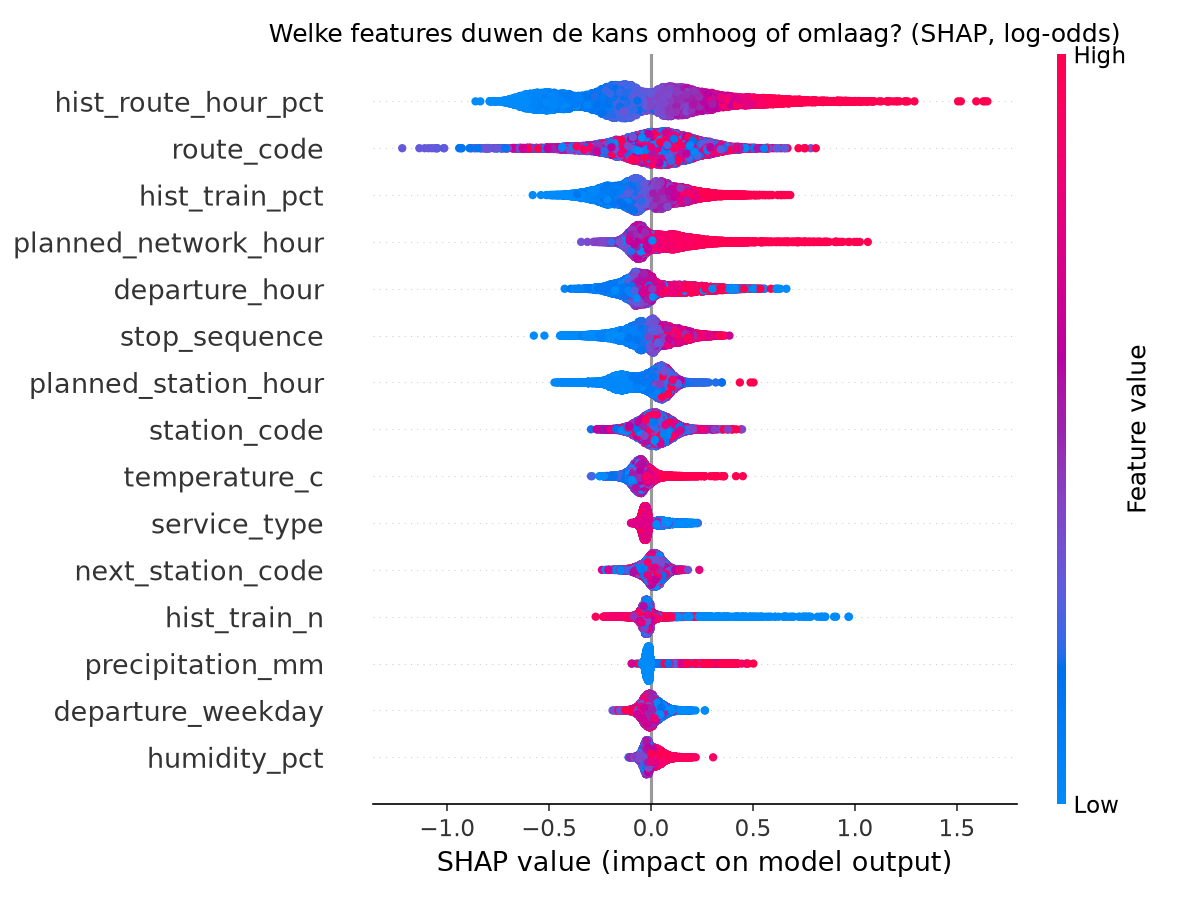 Welke features duwen de kans omhoog of omlaag? (SHAP, log-odds)
High
hist_route_hour_pct
route_code
hist_train_pct
planned_network_hour
departure_hour
stop_sequence
planned_station_hour
station_code
temperature_c
service_type
next_station_code
hist_train_n
precipitation_mm
departure_weekday
humidity_pct
Feature value
Low
−1.0 −0.5 0.0 0.5 1.0 1.5
SHAP value (impact on model output)